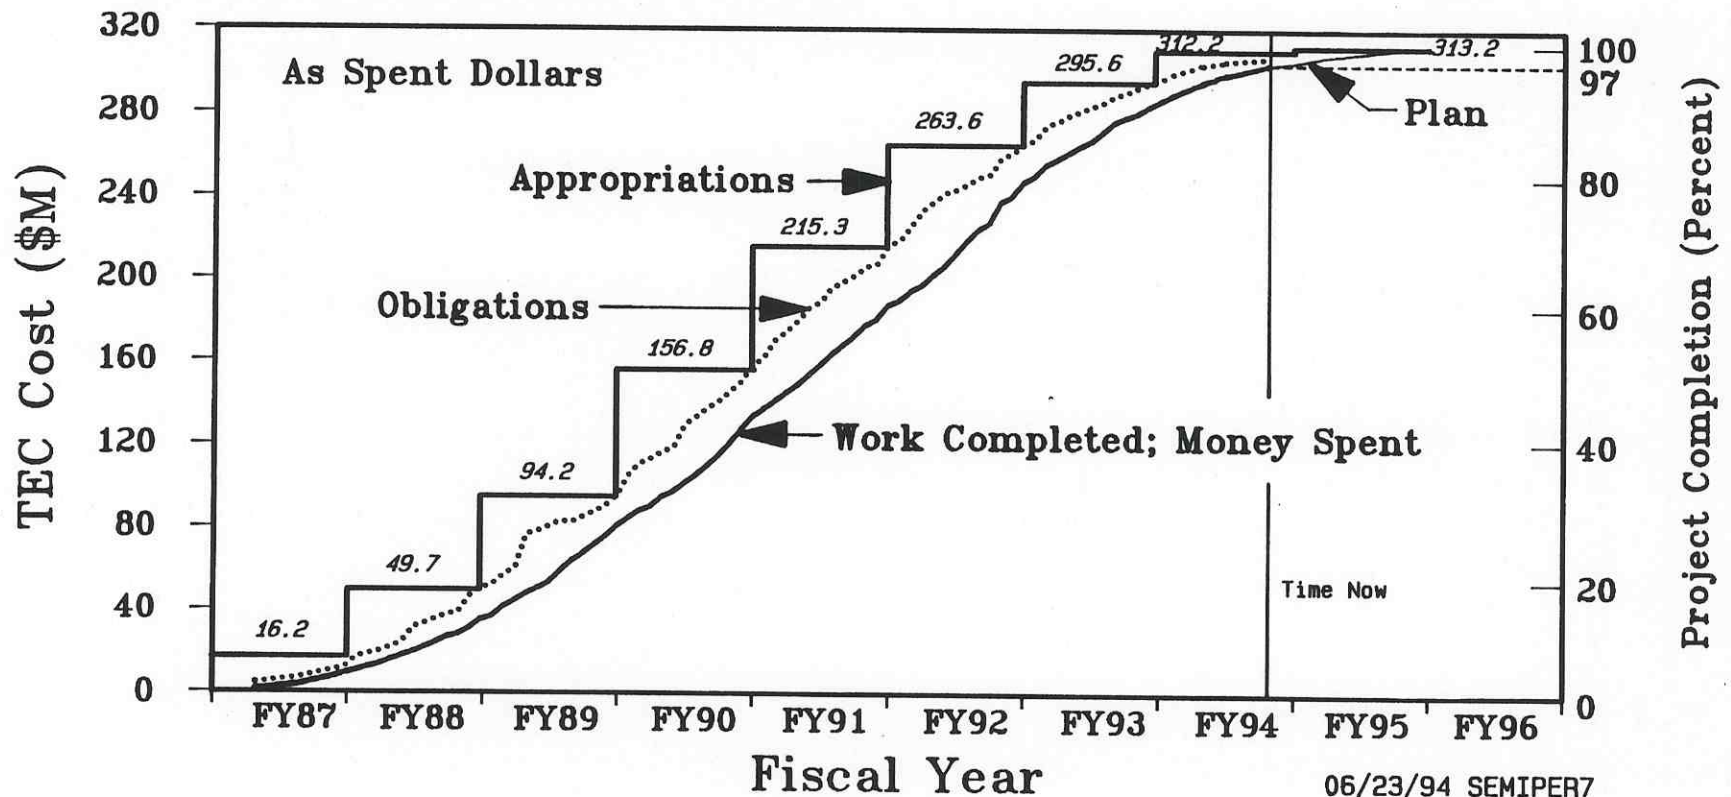 320
280
240
200
160
120
80
40
0
TEC Cost ($M)
As Spent Dollars
16.2
49.7
94.2
156.8
215.3
263.6
295.6
312.2
313.2
Appropriations
Obligations
Work Completed; Money Spent
Plan
Time Now
100
97
80
60
40
20
0
Project Completion (Percent)
FY87 FY88 FY89 FY90 FY91 FY92 FY93 FY94 FY95 FY96
Fiscal Year
06/23/94 SEMIPER7